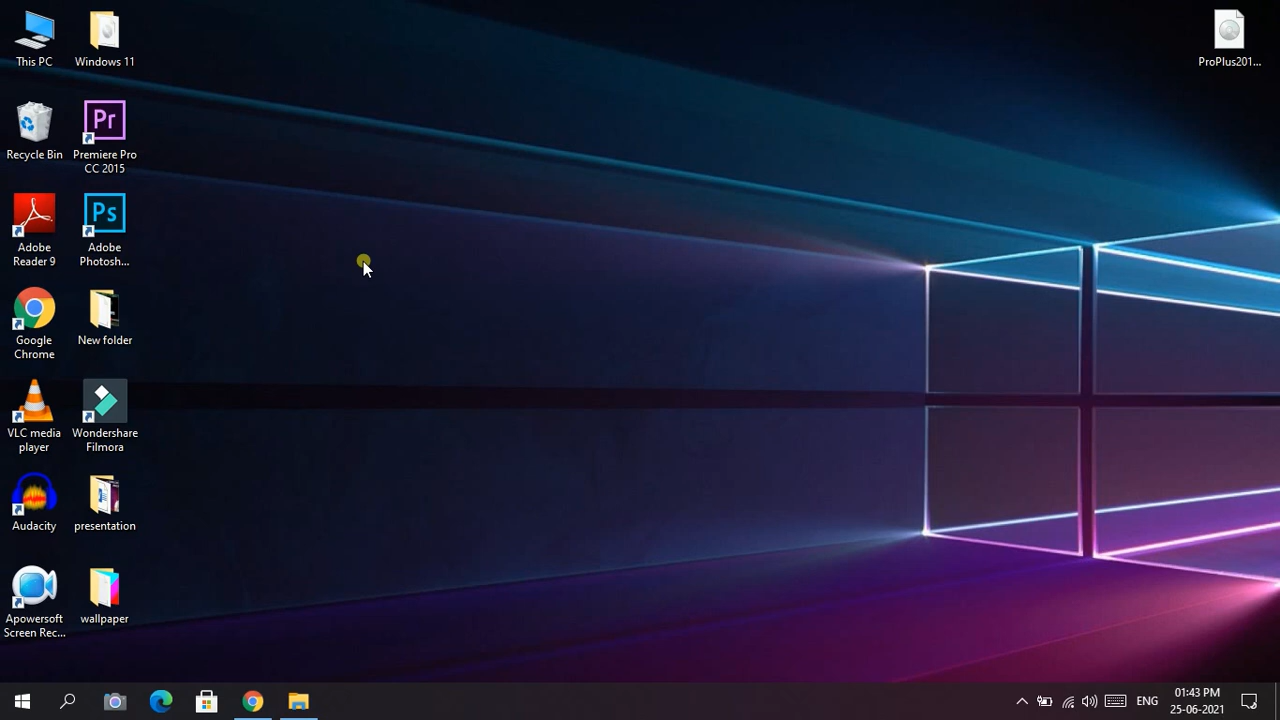 This PC
Windows 11
ProPlus201...
Recycle Bin
Pr
Premiere Pro
CC 2015
Adobe
Reader 9
Ps
Adobe
Photosh...
Google
Chrome
New folder
VLC media
player
Wondershare
Filmora
Audacity
presentation
Apowersoft
Screen Rec...
wallpaper
ENG
01:43 PM
25-06-2021